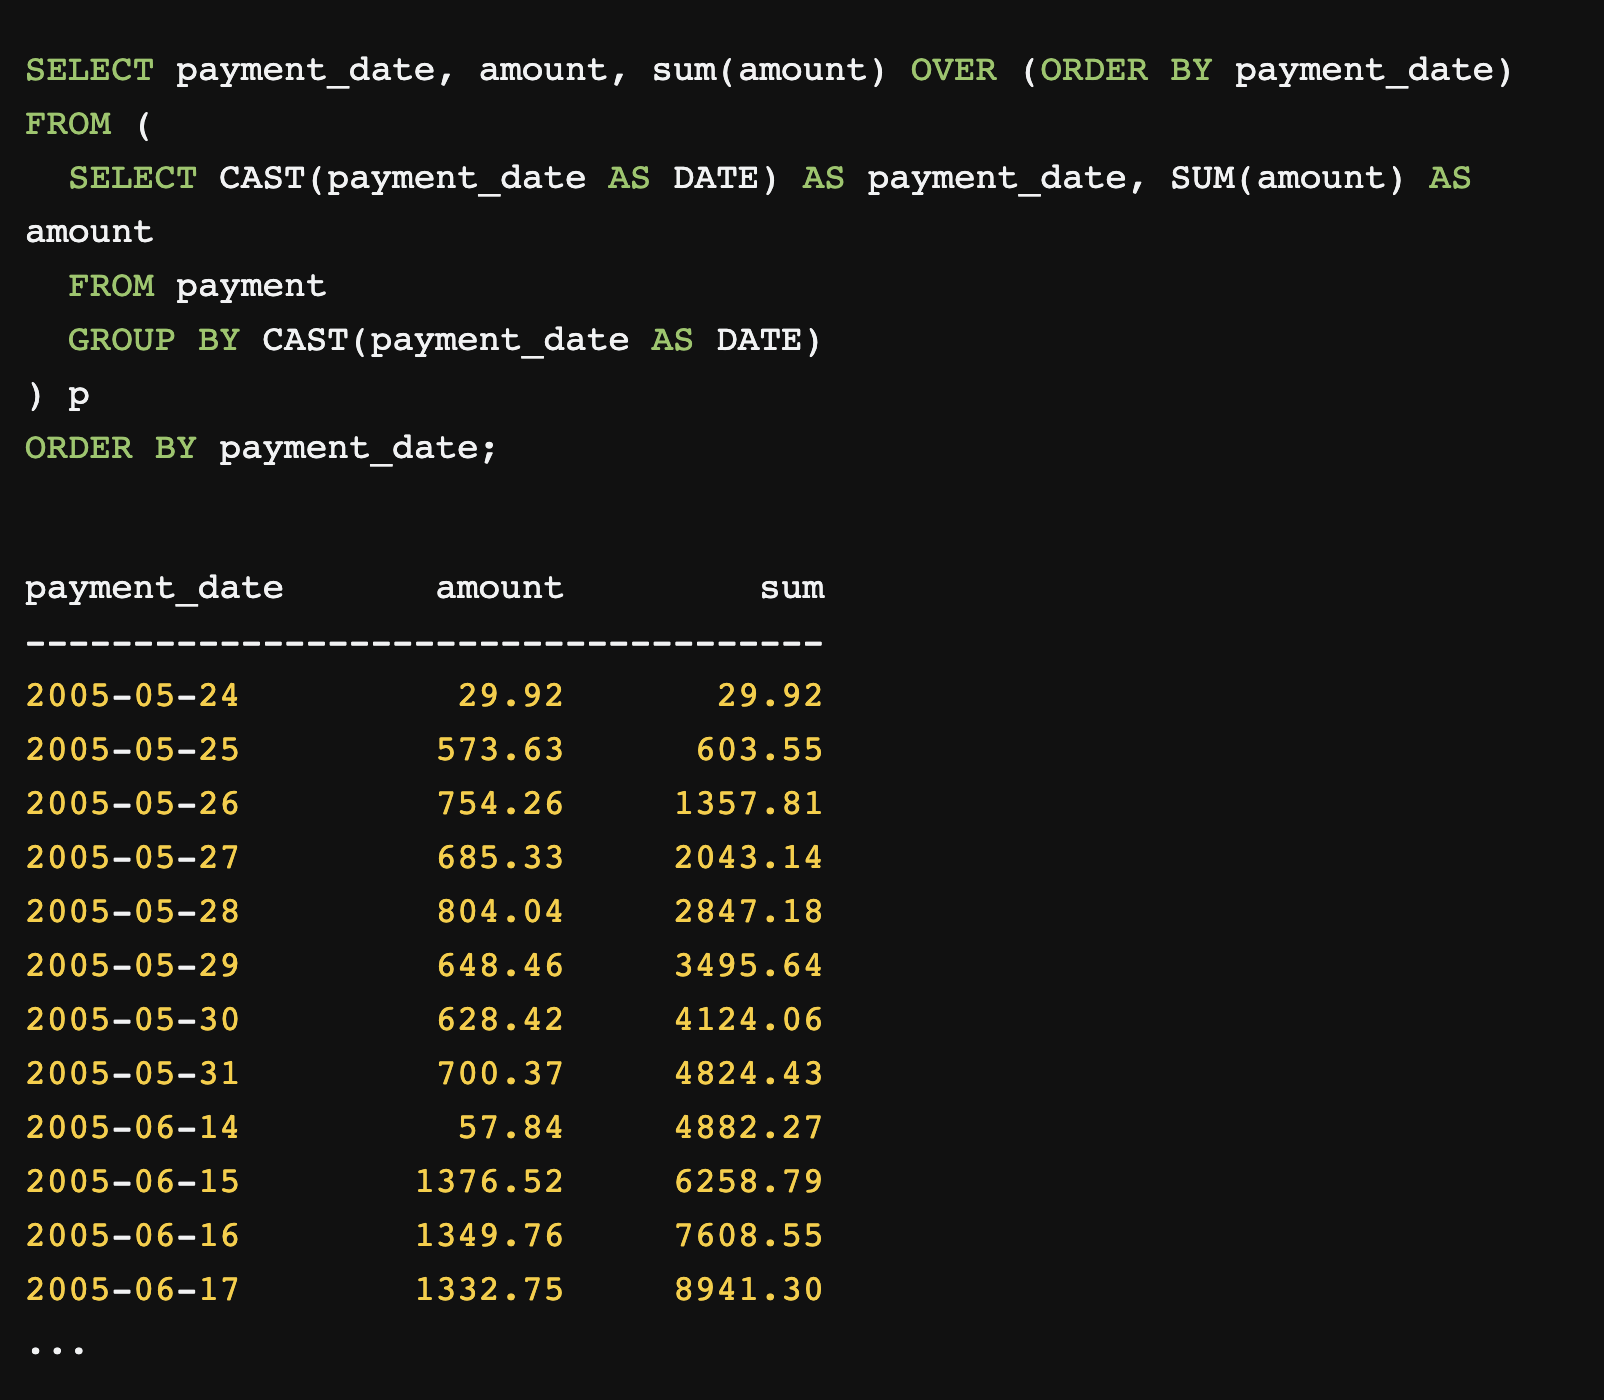 SELECT payment_date, amount, sum(amount) OVER (ORDER BY payment_date)
FROM (
  SELECT CAST(payment_date AS DATE) AS payment_date, SUM(amount) AS
amount
  FROM payment
  GROUP BY CAST(payment_date AS DATE)
) p
ORDER BY payment_date;

payment_date       amount         sum
-------------------------------------
2005-05-24          29.92       29.92
2005-05-25         573.63      603.55
2005-05-26         754.26     1357.81
2005-05-27         685.33     2043.14
2005-05-28         804.04     2847.18
2005-05-29         648.46     3495.64
2005-05-30         628.42     4124.06
2005-05-31         700.37     4824.43
2005-06-14          57.84     4882.27
2005-06-15        1376.52     6258.79
2005-06-16        1349.76     7608.55
2005-06-17        1332.75     8941.30
...